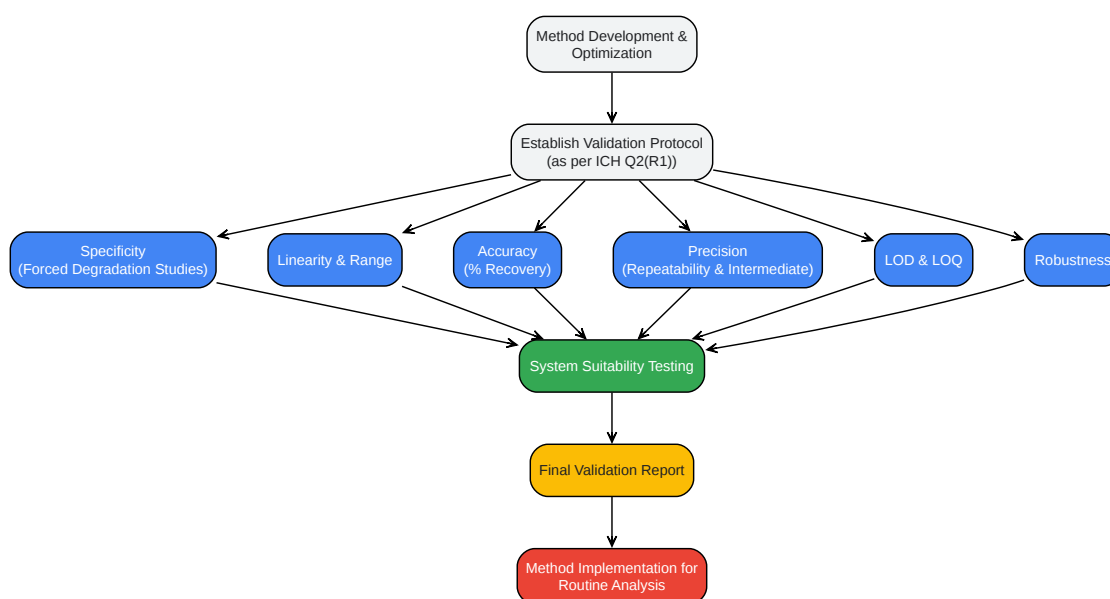 Method Development &
Optimization
Establish Validation Protocol
(as per ICH Q2(R1))
Specificity
(Forced Degradation Studies)
Linearity & Range
Accuracy
(% Recovery)
Precision
(Repeatability & Intermediate)
LOD & LOQ
Robustness
System Suitability Testing
Final Validation Report
Method Implementation for
Routine Analysis